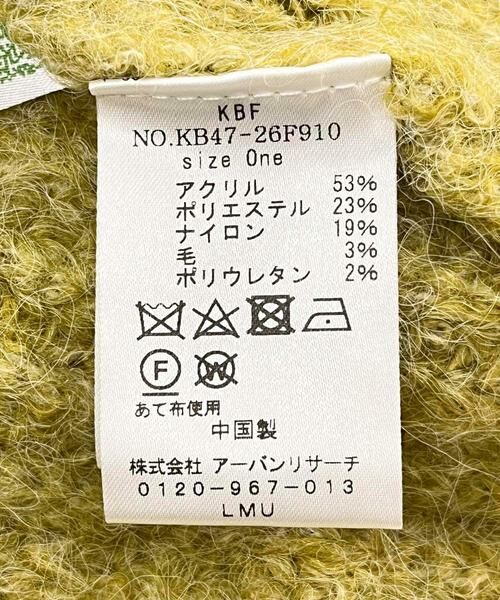 KBF
NO.KB47-26F910
size One
アクリル 53%
ポリエステル 23%
ナイロン 19%
毛 3%
ポリウレタン 2%
F W
あて布使用
中国製
株式会社 アーバンリサーチ
0120-967-013
LMU